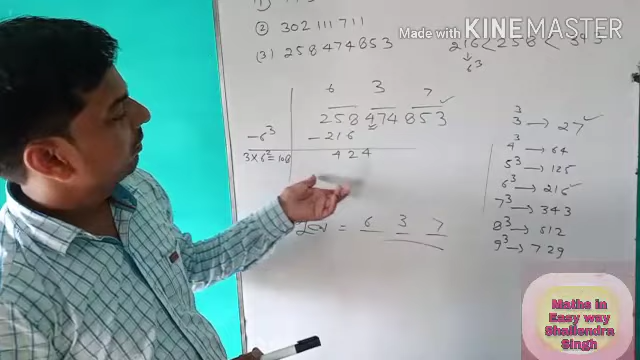 (2) 302111711
(3) 258474853
Made with KINEMASTER
216 < 258 < 343
6³
6 3 7
258 474 853
-6³
-216
3×6²=108
424
= 6 3 7
3³ → 27
4³ → 64
5³ → 125
6³ → 216
7³ → 343
8³ → 512
9³ → 729
Maths in
Easy way
Shailendra
Singh